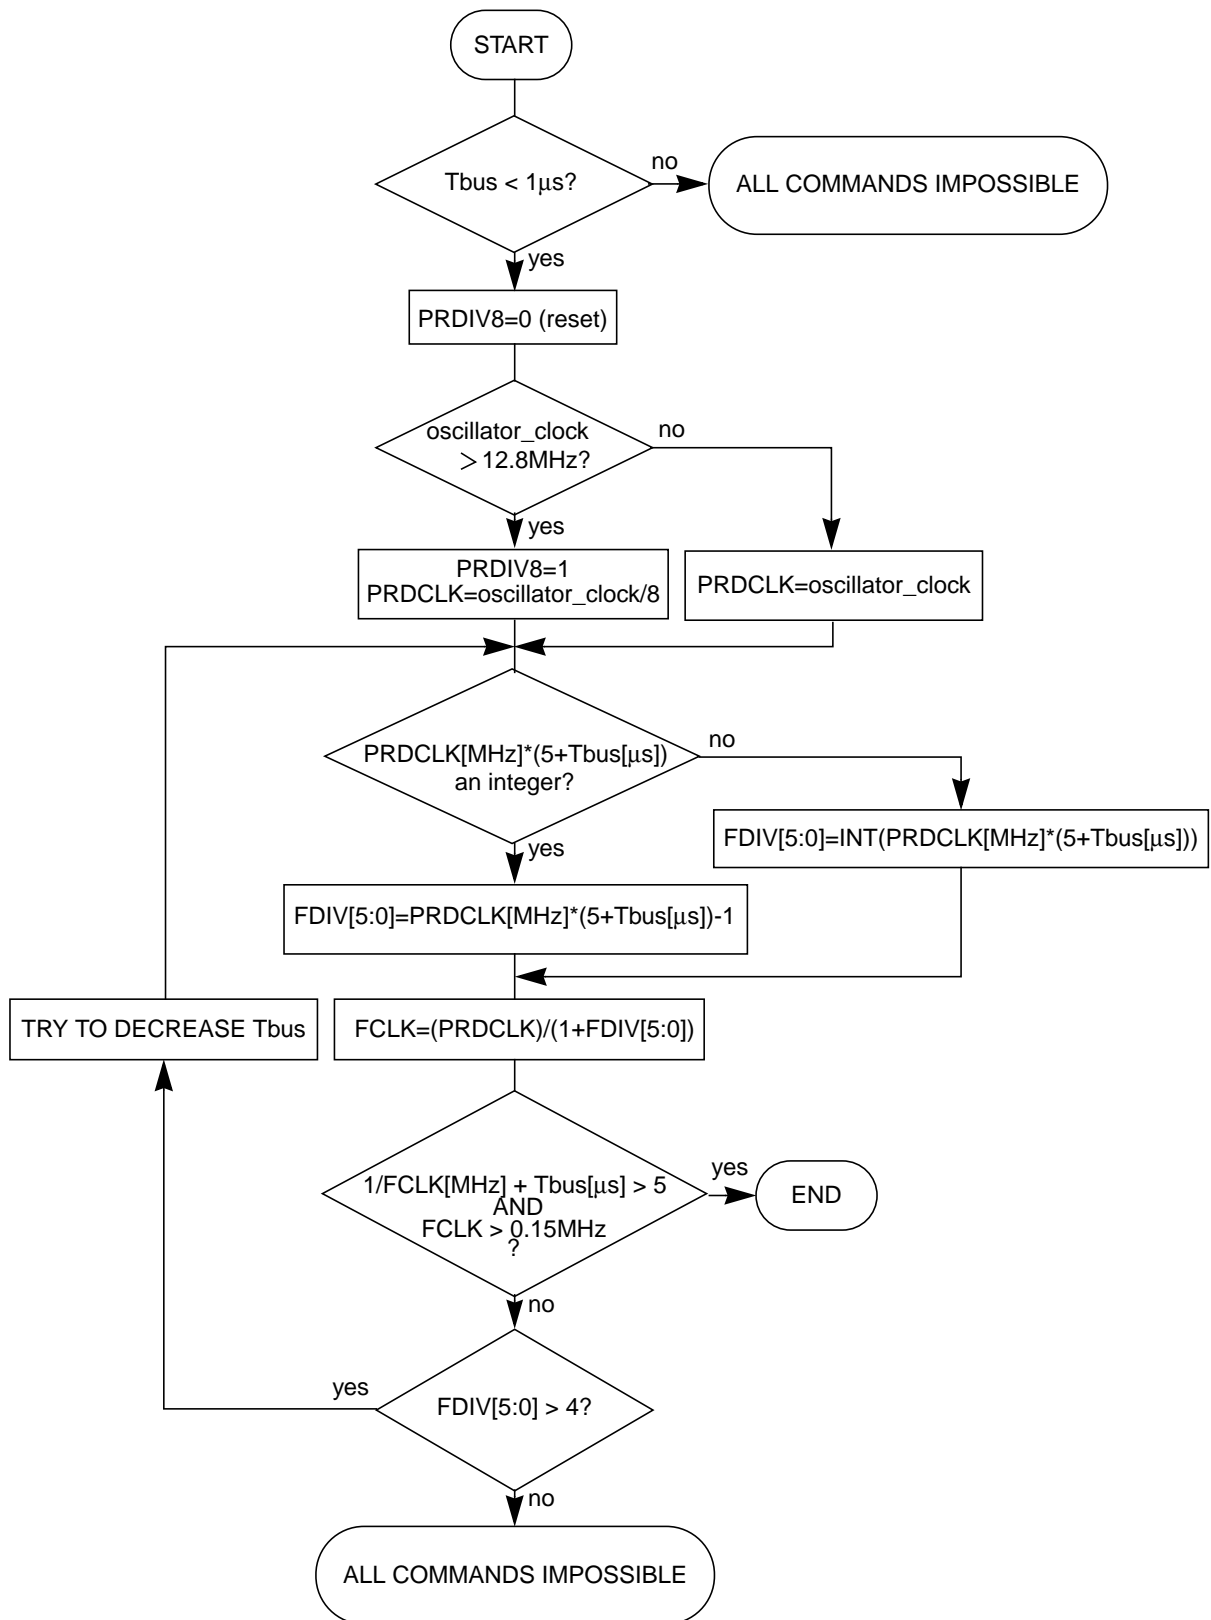 START
Tbus < 1μs?
no
ALL COMMANDS IMPOSSIBLE
yes
PRDIV8=0 (reset)
oscillator_clock
> 12.8MHz?
no
yes
PRDIV8=1
PRDCLK=oscillator_clock/8
PRDCLK=oscillator_clock
PRDCLK[MHz]*(5+Tbus[μs])
an integer?
no
yes
FDIV[5:0]=INT(PRDCLK[MHz]*(5+Tbus[μs]))
FDIV[5:0]=PRDCLK[MHz]*(5+Tbus[μs])-1
TRY TO DECREASE Tbus
FCLK=(PRDCLK)/(1+FDIV[5:0])
1/FCLK[MHz] + Tbus[μs] > 5
AND
FCLK > 0.15MHz
?
yes
END
no
yes
FDIV[5:0] > 4?
no
ALL COMMANDS IMPOSSIBLE